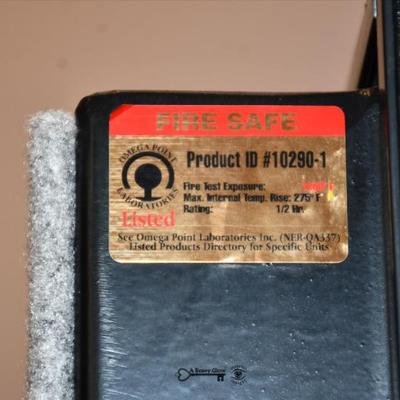 FIRE SAFE
OMEGA POINT
LABORATORIES
Listed
Product ID #10290-1
Fire Test Exposure:
Max. Internal Temp. Rise: 275° F
Rating: 1/2 Hr.
See Omega Point Laboratories Inc. (NER-QA337)
Listed Products Directory for Specific Units